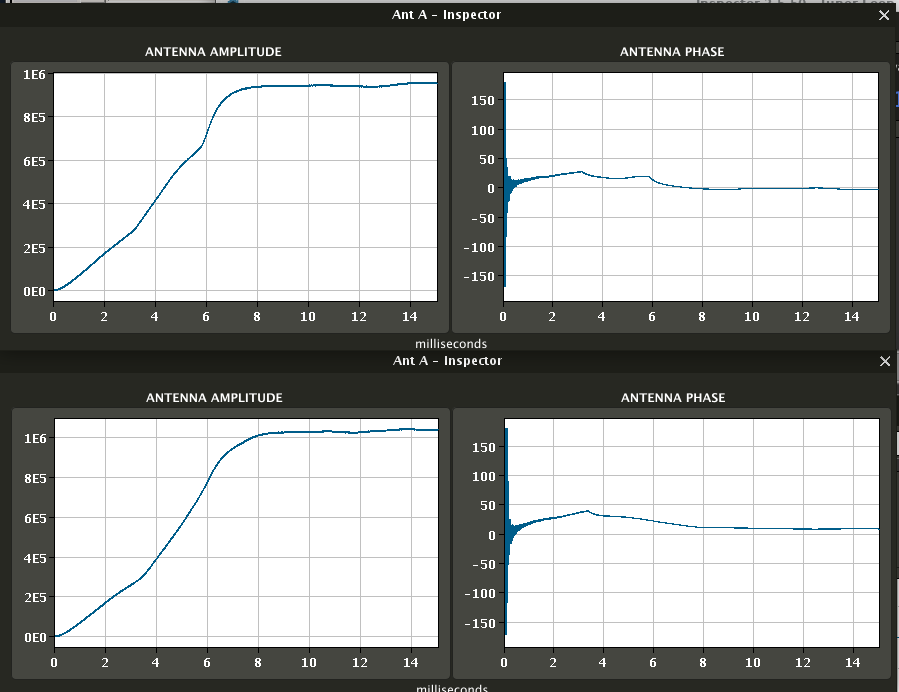 Ant A - Inspector
ANTENNA AMPLITUDE ANTENNA PHASE
1E6
8E5
6E5
4E5
2E5
0E0
0 2 4 6 8 10 12 14
150
100
50
0
-50
-100
-150
0 2 4 6 8 10 12 14
milliseconds
Ant A - Inspector
ANTENNA AMPLITUDE ANTENNA PHASE
1E6
8E5
6E5
4E5
2E5
0E0
0 2 4 6 8 10 12 14
150
100
50
0
-50
-100
-150
0 2 4 6 8 10 12 14
milliseconds